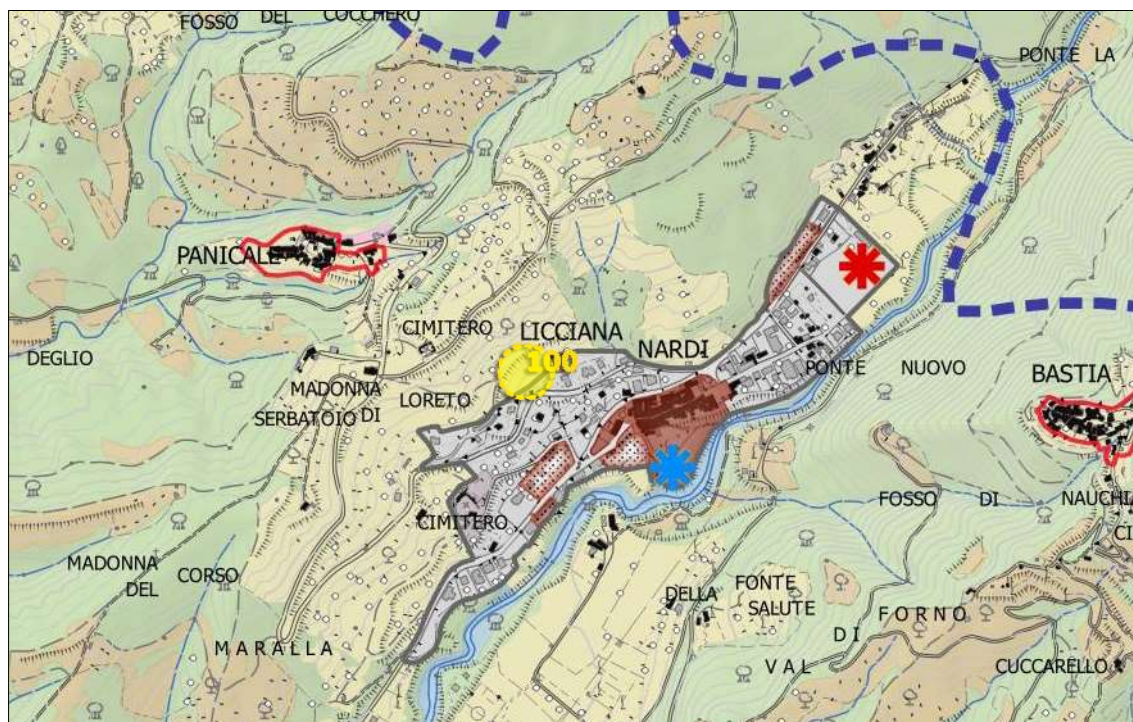 FOSSO DEL COCCHERO
PONTE LA
PANICALE
DEGLIO
CIMITERO
LICCIANA NARDI
100
MADONNA DI LORETO
SERBATOIO
PONTE NUOVO
BASTIA
CIMITERO
FOSSO DI NAUCHI
CI
MADONNA DEL CORSO
DELLA FONTE SALUTE
MARALLA
VAL DI FORNO
CUCCARELLO